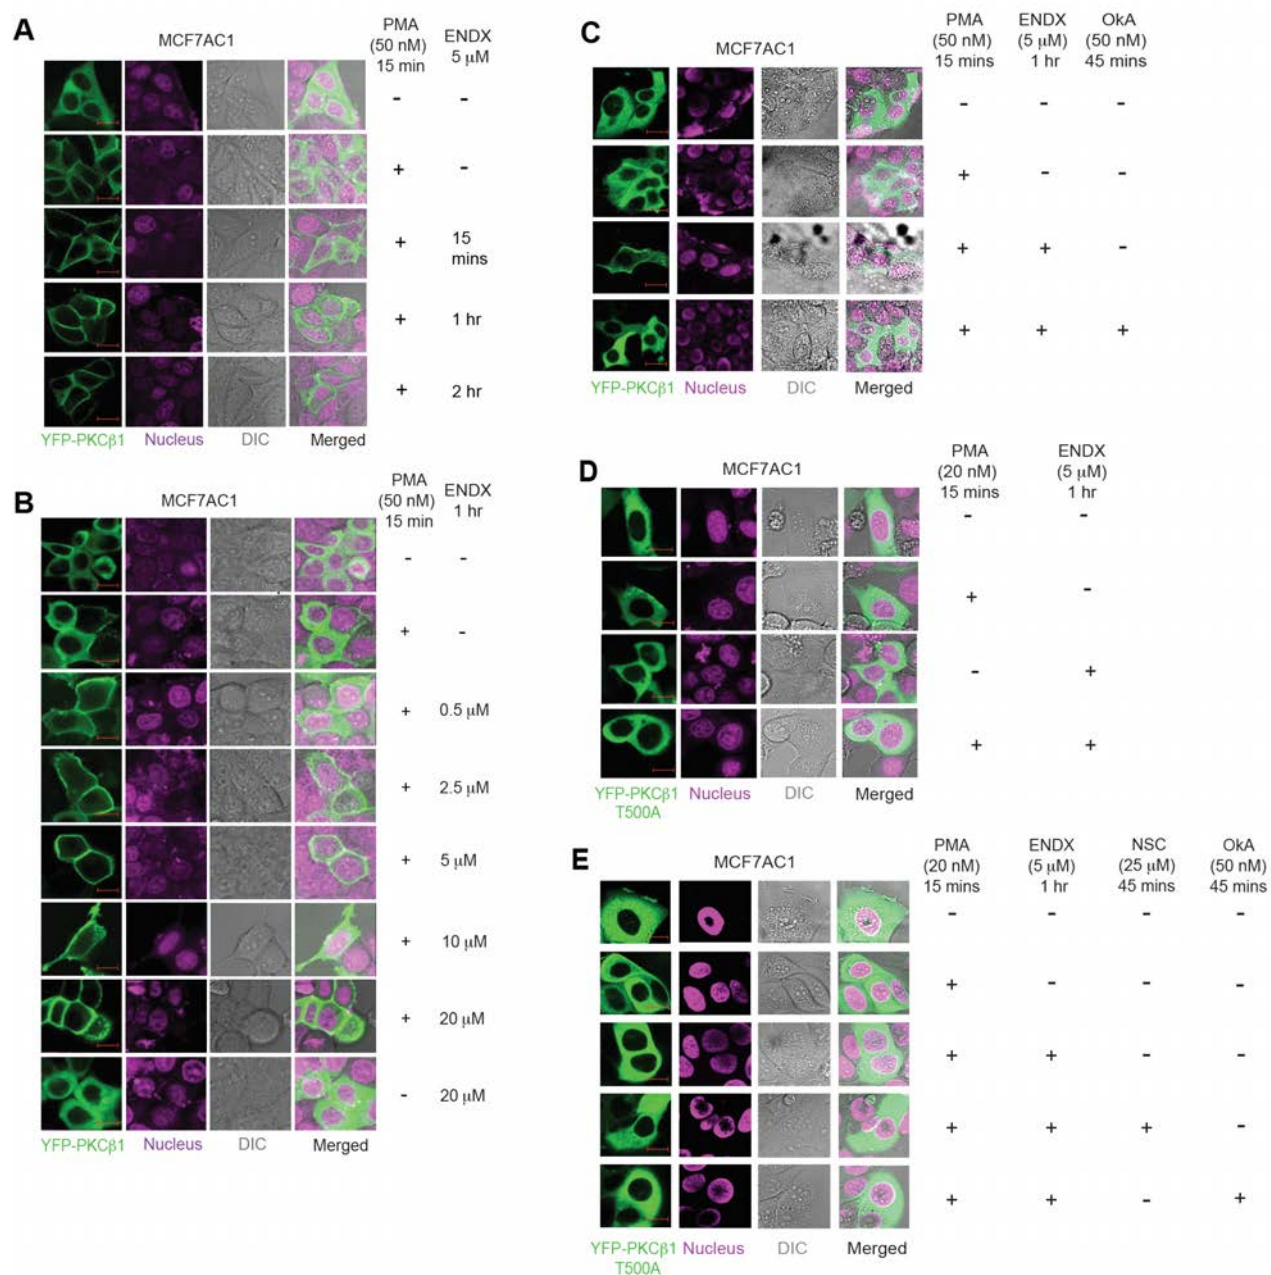 A
MCF7AC1
PMA
(50 nM)
15 min
ENDX
5 µM
- -
+ -
+ 15
mins
+ 1 hr
+ 2 hr
YFP-PKCβ1 Nucleus DIC Merged
B
MCF7AC1
PMA
(50 nM)
15 min
ENDX
1 hr
- -
+ -
+ 0.5 µM
+ 2.5 µM
+ 5 µM
+ 10 µM
+ 20 µM
- 20 µM
YFP-PKCβ1 Nucleus DIC Merged
C
MCF7AC1
PMA
(50 nM)
15 mins
ENDX
(5 µM)
1 hr
OkA
(50 nM)
45 mins
- - -
+ - -
+ + -
+ + +
YFP-PKCβ1 Nucleus DIC Merged
D
MCF7AC1
PMA
(20 nM)
15 mins
ENDX
(5 µM)
1 hr
- -
+ -
- +
+ +
YFP-PKCβ1 Nucleus DIC Merged
T500A
E
MCF7AC1
PMA
(20 nM)
15 mins
ENDX
(5 µM)
1 hr
NSC
(25 µM)
45 mins
OkA
(50 nM)
45 mins
- - - -
+ - - -
+ + - -
+ + + -
+ + - +
YFP-PKCβ1 Nucleus DIC Merged
T500A